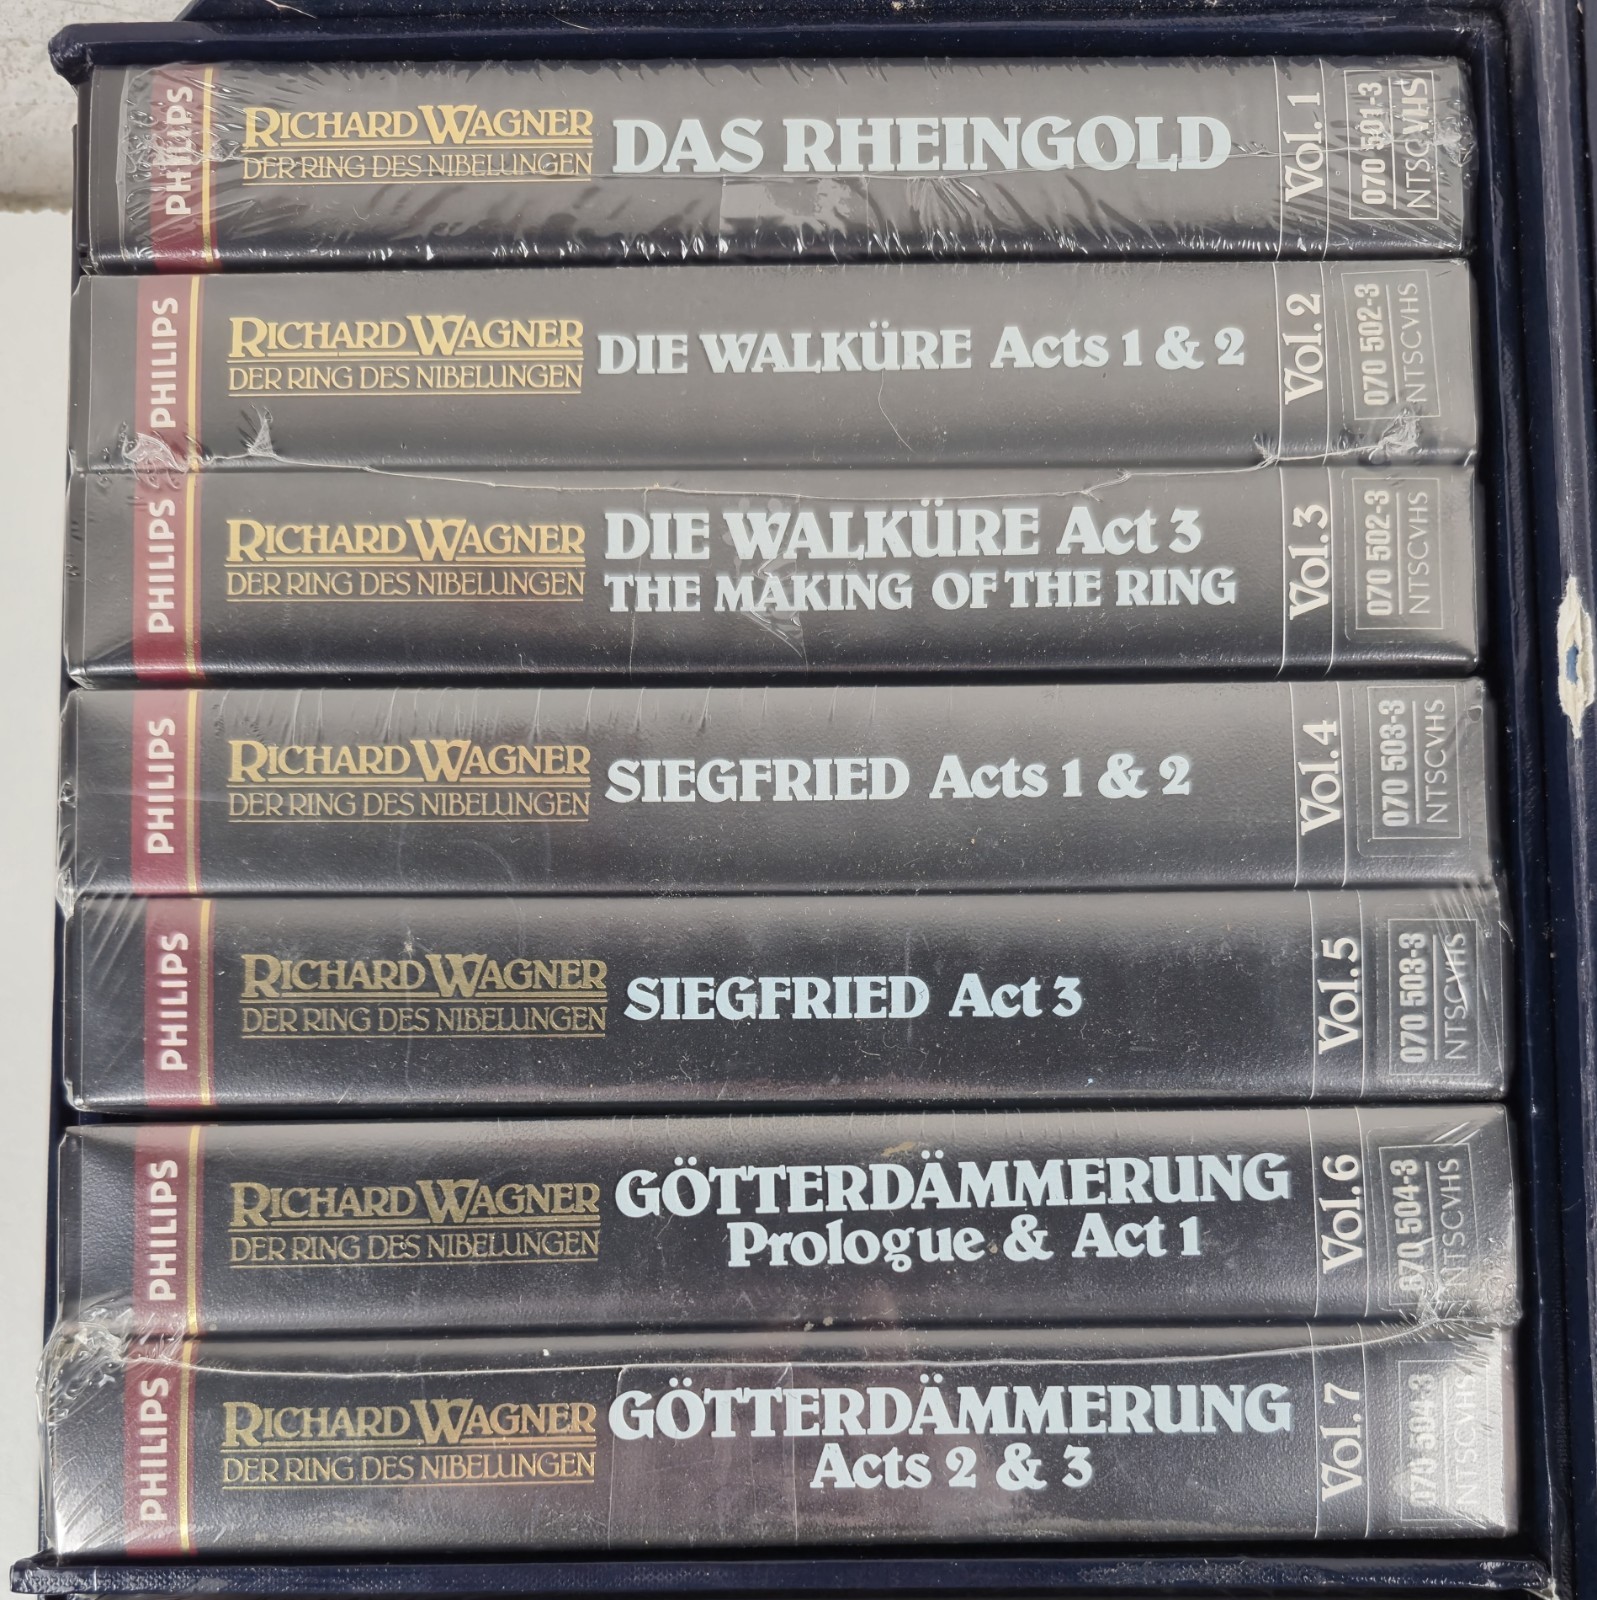 PHILIPS
RICHARD WAGNER
DER RING DES NIBELUNGEN
DAS RHEINGOLD
Vol. 1
070 501-3
NTSC VHS
PHILIPS
RICHARD WAGNER
DER RING DES NIBELUNGEN
DIE WALKÜRE Acts 1 & 2
Vol. 2
070 502-3
NTSC VHS
PHILIPS
RICHARD WAGNER
DER RING DES NIBELUNGEN
DIE WALKÜRE Act 3
THE MAKING OF THE RING
Vol. 3
070 502-3
NTSC VHS
PHILIPS
RICHARD WAGNER
DER RING DES NIBELUNGEN
SIEGFRIED Acts 1 & 2
Vol. 4
070 503-3
NTSC VHS
PHILIPS
RICHARD WAGNER
DER RING DES NIBELUNGEN
SIEGFRIED Act 3
Vol. 5
070 503-3
NTSC VHS
PHILIPS
RICHARD WAGNER
DER RING DES NIBELUNGEN
GÖTTERDÄMMERUNG
Prologue & Act 1
Vol. 6
070 504-3
NTSC VHS
PHILIPS
RICHARD WAGNER
DER RING DES NIBELUNGEN
GÖTTERDÄMMERUNG
Acts 2 & 3
Vol. 7
070 504-3
NTSC VHS